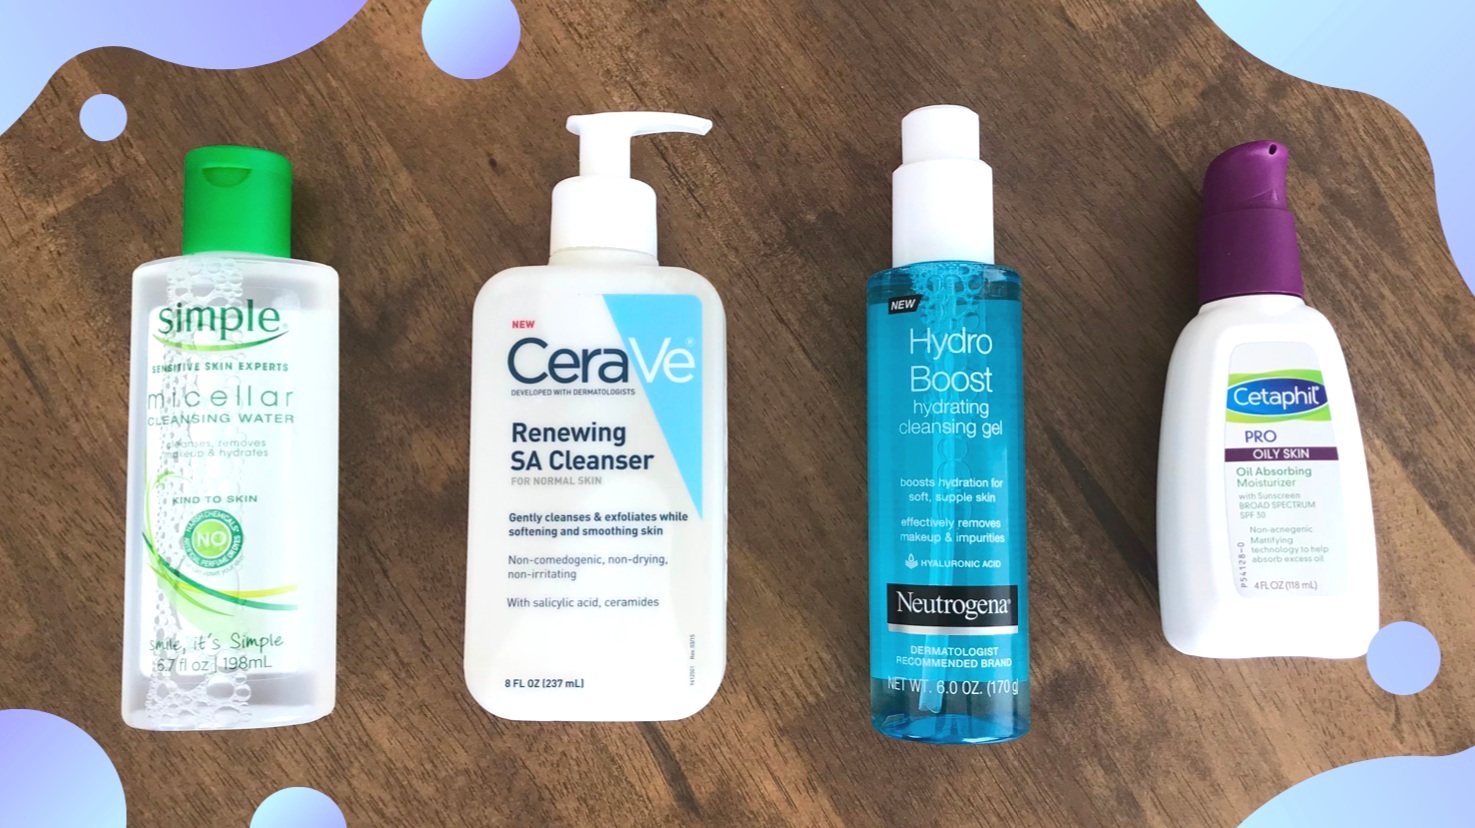 simple
SENSITIVE SKIN EXPERTS
micellar
CLEANSING WATER
cleanses, removes
makeup & hydrates
KIND TO SKIN
NO
smile, it's Simple
6.7 fl oz | 198mL
NEW
CeraVe®
DEVELOPED WITH DERMATOLOGISTS
Renewing
SA Cleanser
FOR NORMAL SKIN
Gently cleanses & exfoliates while
softening and smoothing skin
Non-comedogenic, non-drying,
non-irritating
With salicylic acid, ceramides
8 FL OZ (237 mL)
NEW
Hydro
Boost
hydrating
cleansing gel
boosts hydration for
soft, supple skin
effectively removes
makeup & impurities
HYALURONIC ACID
Neutrogena®
DERMATOLOGIST
RECOMMENDED BRAND
NET WT. 6.0 OZ. (170 g
Cetaphil®
PRO
OILY SKIN
Oil Absorbing
Moisturizer
with Sunscreen
BROAD SPECTRUM
SPF 50
Non-acnegenic
Mattifying
technology to help
absorb excess oil
P54128-0
4 FL OZ (118 mL)